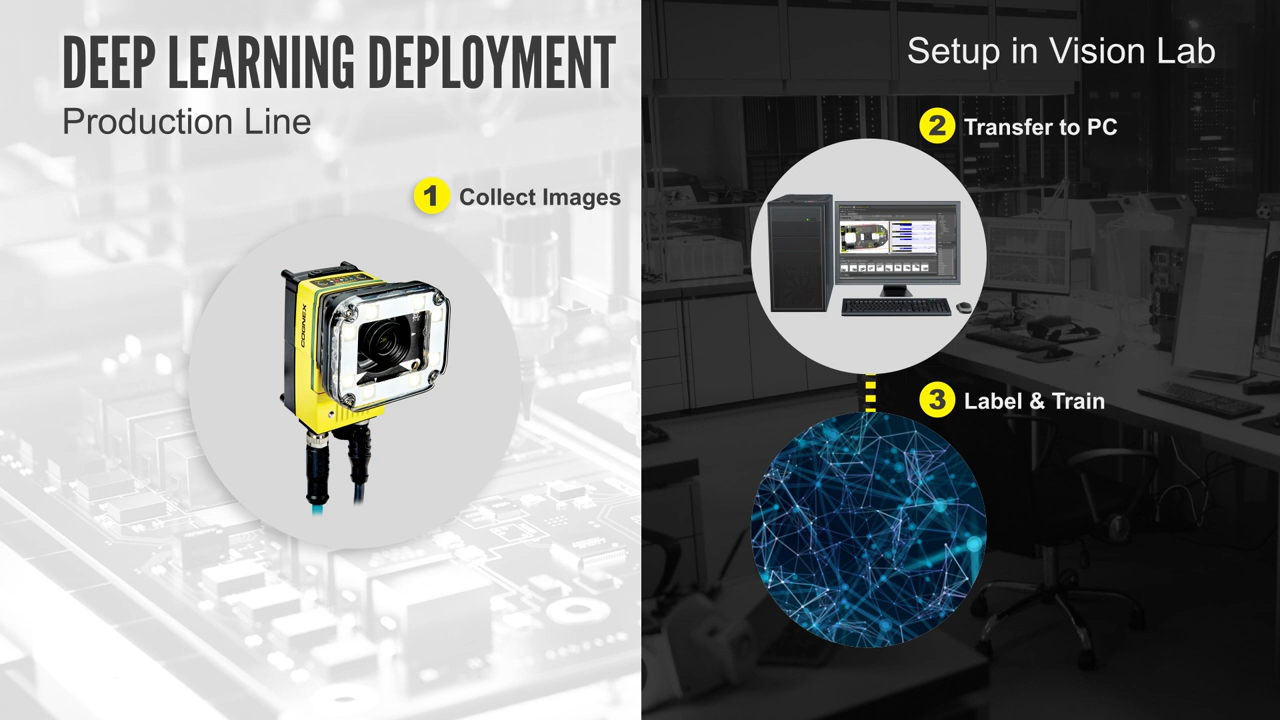 DEEP LEARNING DEPLOYMENT
Production Line
1 Collect Images
COGNEX
Setup in Vision Lab
2 Transfer to PC
3 Label & Train